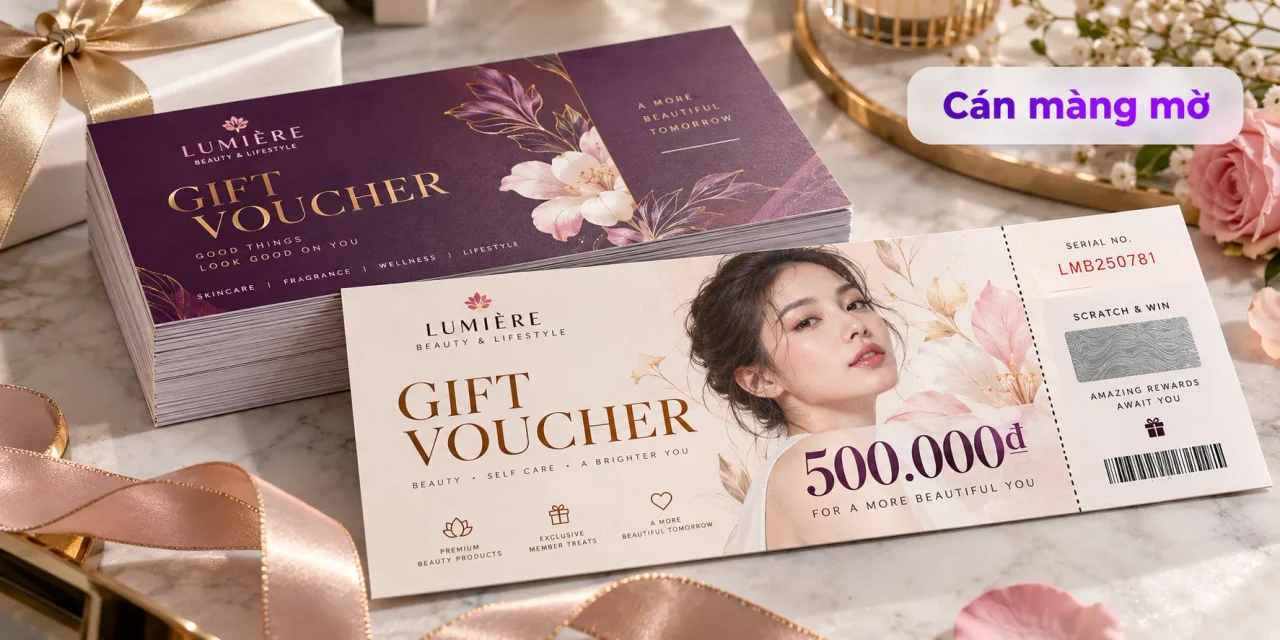 Cán màng mờ
LUMIÈRE
BEAUTY & LIFESTYLE
GIFT
VOUCHER
GOOD THINGS
LOOK GOOD ON YOU
SKINCARE | FRAGRANCE | WELLNESS | LIFESTYLE
A MORE
BEAUTIFUL
TOMORROW
LUMIÈRE
BEAUTY & LIFESTYLE
GIFT
VOUCHER
BEAUTY • SELF CARE • A BRIGHTER YOU
PREMIUM
BEAUTY PRODUCTS
EXCLUSIVE
MEMBER TREATS
A MORE
BEAUTIFUL TOMORROW
500.000đ
FOR A MORE BEAUTIFUL YOU
SERIAL NO.
LMB250781
SCRATCH & WIN
AMAZING REWARDS
AWAIT YOU